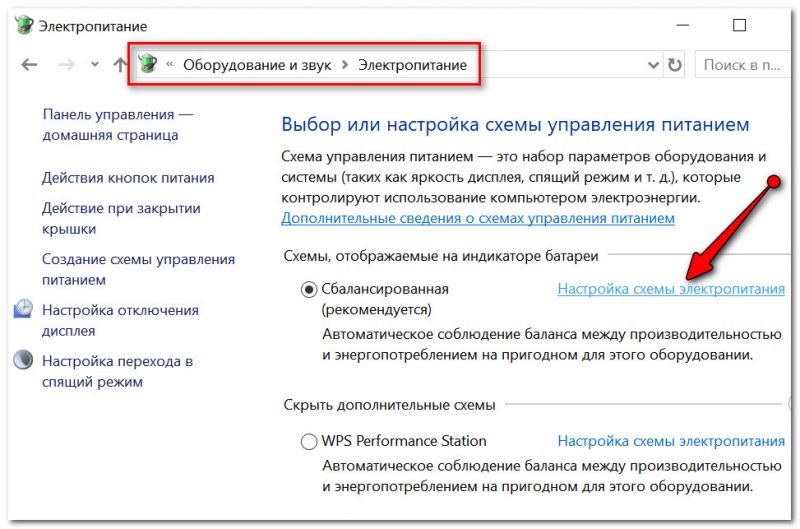 Электропитание
« Оборудование и звук > Электропитание
Поиск в п...
Панель управления —
домашняя страница
Действия кнопок питания
Действие при закрытии
крышки
Создание схемы управления
питанием
Настройка отключения
дисплея
Настройка перехода в
спящий режим
Выбор или настройка схемы управления питанием
Схема управления питанием — это набор параметров оборудования и
системы (таких как яркость дисплея, спящий режим и т. д.), которые
контролируют использование компьютером электроэнергии.
Дополнительные сведения о схемах управления питанием
Схемы, отображаемые на индикаторе батареи
Сбалансированная Настройка схемы электропитания
(рекомендуется)
Автоматическое соблюдение баланса между производительностью
и энергопотреблением на пригодном для этого оборудовании.
Скрыть дополнительные схемы
WPS Performance Station Настройка схемы электропитания
Автоматическое соблюдение баланса между производительностью
и энергопотреблением на пригодном для этого оборудовании.